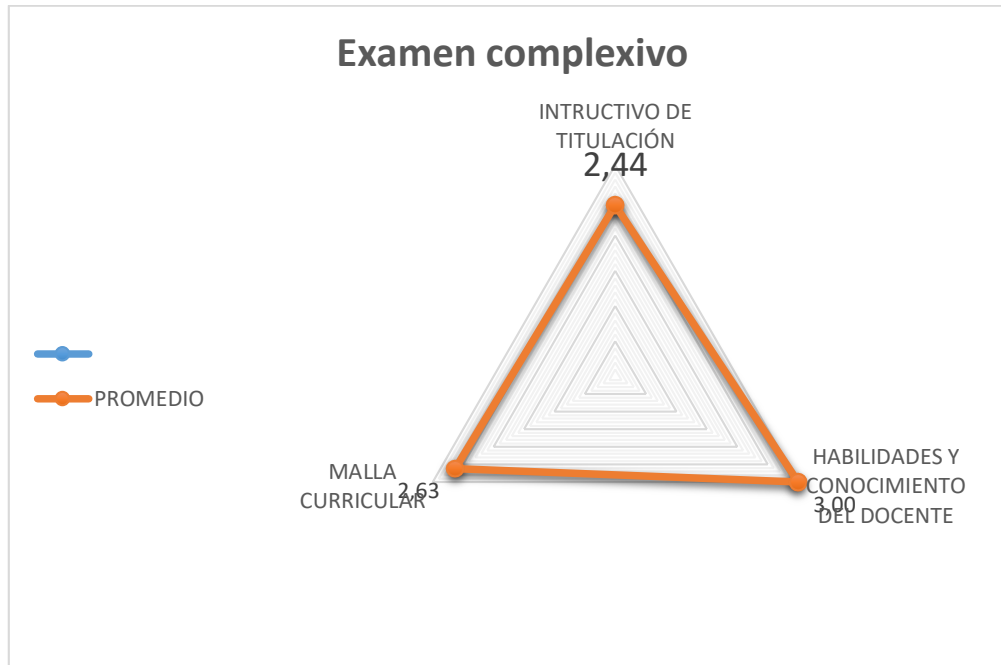 Examen complexivo
INTRUCTIVO DE
TITULACIÓN
2,44
PROMEDIO
HABILIDADES Y
CONOCIMIENTO
DEL DOCENTE
3,00
MALLA
CURRICULAR
2,63